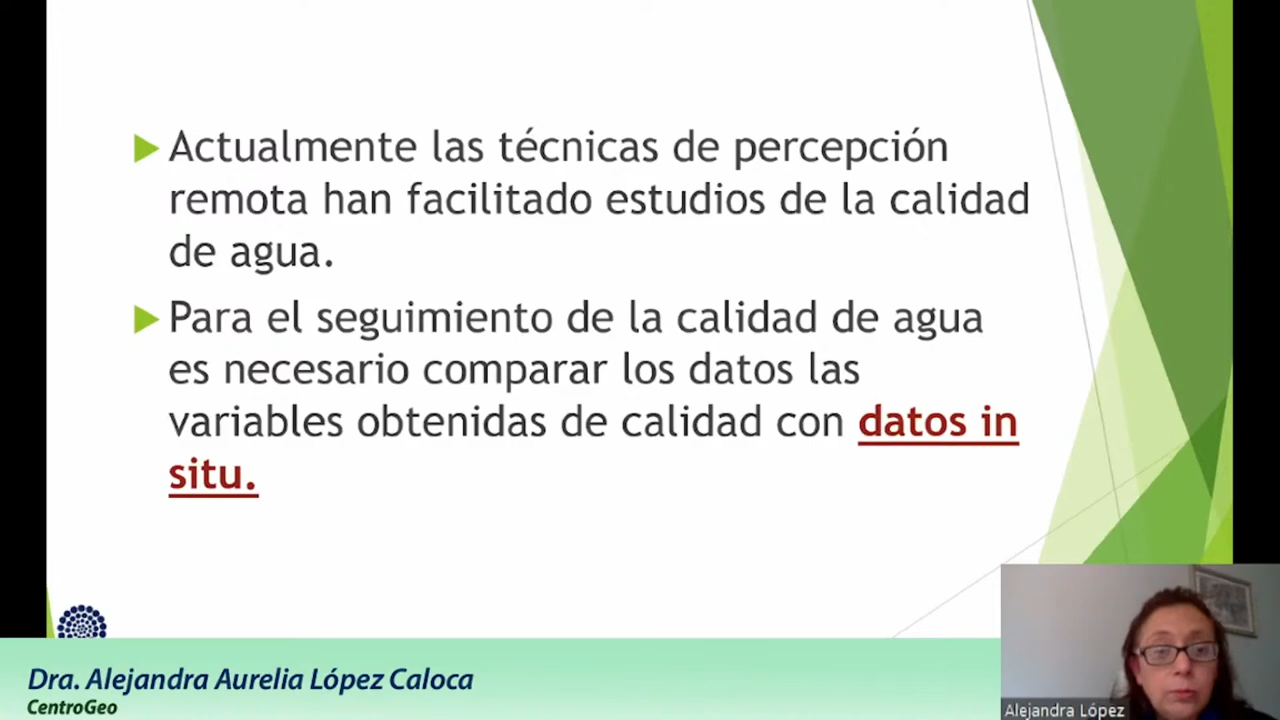 Actualmente las técnicas de percepción
remota han facilitado estudios de la calidad
de agua.
Para el seguimiento de la calidad de agua
es necesario comparar los datos las
variables obtenidas de calidad con datos in
situ.
Dra. Alejandra Aurelia López Caloca
CentroGeo
Alejandra López